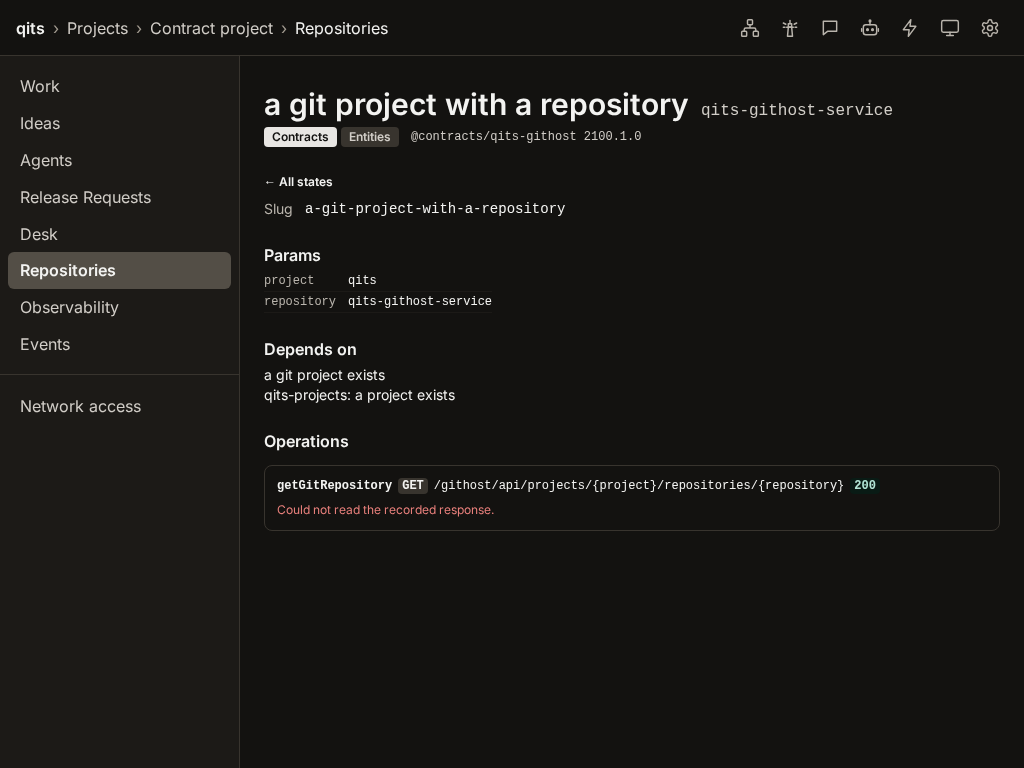 qits › Projects › Contract project › Repositories
Work
Ideas
Agents
Release Requests
Desk
Repositories
Observability
Events
Network access
a git project with a repository qits-githost-service
Contracts Entities @contracts/qits-githost 2100.1.0
← All states
Slug a-git-project-with-a-repository
Params
project qits
repository qits-githost-service
Depends on
a git project exists
qits-projects: a project exists
Operations
getGitRepository GET /githost/api/projects/{project}/repositories/{repository} 200
Could not read the recorded response.